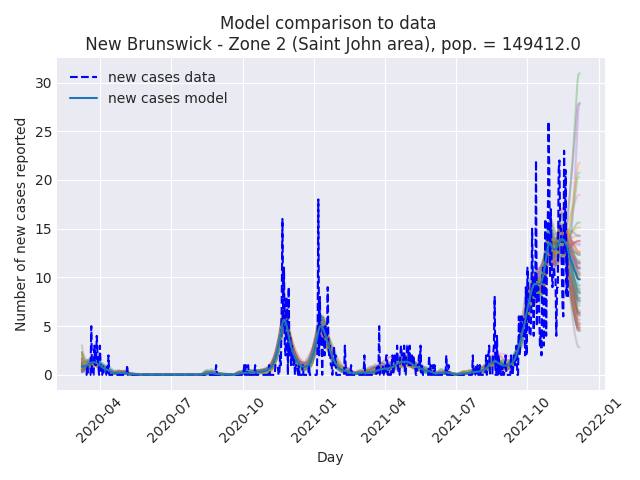 Model comparison to data
New Brunswick - Zone 2 (Saint John area), pop. = 149412.0
new cases data
new cases model
Number of new cases reported
30
25
20
15
10
5
0
2020-04
2020-07
2020-10
2021-01
2021-04
2021-07
2021-10
2022-01
Day